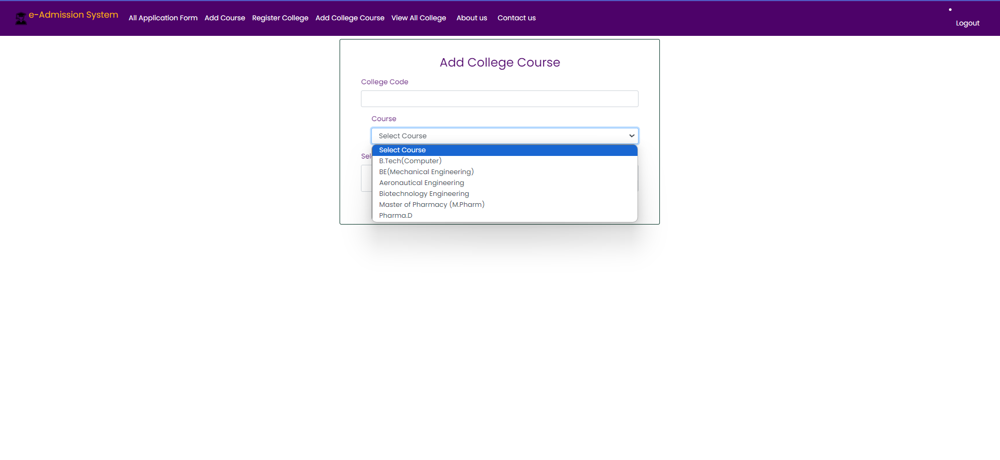 e-Admission System
All Application Form
Add Course
Register College
Add College Course
View All College
About us
Contact us
Logout
Add College Course
College Code
Course
Select Course
Select Course
B.Tech(Computer)
BE(Mechanical Engineering)
Aeronautical Engineering
Biotechnology Engineering
Master of Pharmacy (M.Pharm)
Pharma.D